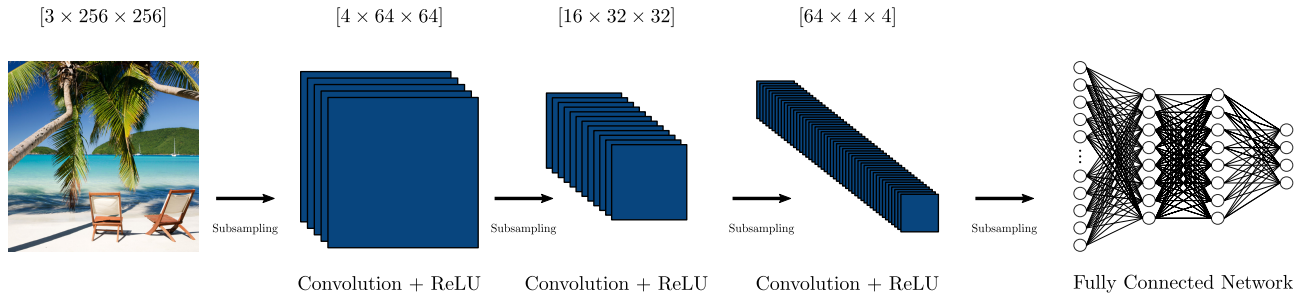 [3 × 256 × 256]
[4 × 64 × 64]
[16 × 32 × 32]
[64 × 4 × 4]
Subsampling
Subsampling
Subsampling
Subsampling
Convolution + ReLU
Convolution + ReLU
Convolution + ReLU
Fully Connected Network